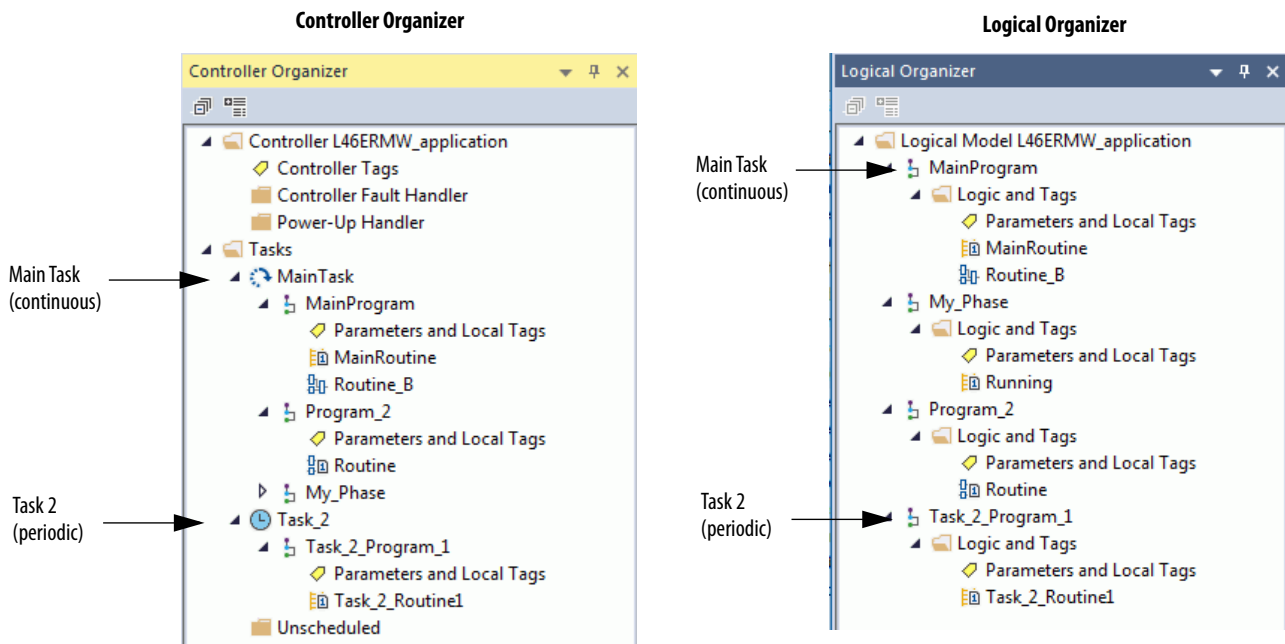 Controller Organizer
Controller Organizer
Controller L46ERMW_application
Controller Tags
Controller Fault Handler
Power-Up Handler
Tasks
Main Task
(continuous)
MainTask
MainProgram
Parameters and Local Tags
MainRoutine
Routine_B
Program_2
Parameters and Local Tags
Routine
My_Phase
Task 2
(periodic)
Task_2
Task_2_Program_1
Parameters and Local Tags
Task_2_Routine1
Unscheduled
Logical Organizer
Logical Organizer
Logical Model L46ERMW_application
Main Task
(continuous)
MainProgram
Logic and Tags
Parameters and Local Tags
MainRoutine
Routine_B
My_Phase
Logic and Tags
Parameters and Local Tags
Running
Program_2
Logic and Tags
Parameters and Local Tags
Routine
Task 2
(periodic)
Task_2_Program_1
Logic and Tags
Parameters and Local Tags
Task_2_Routine1